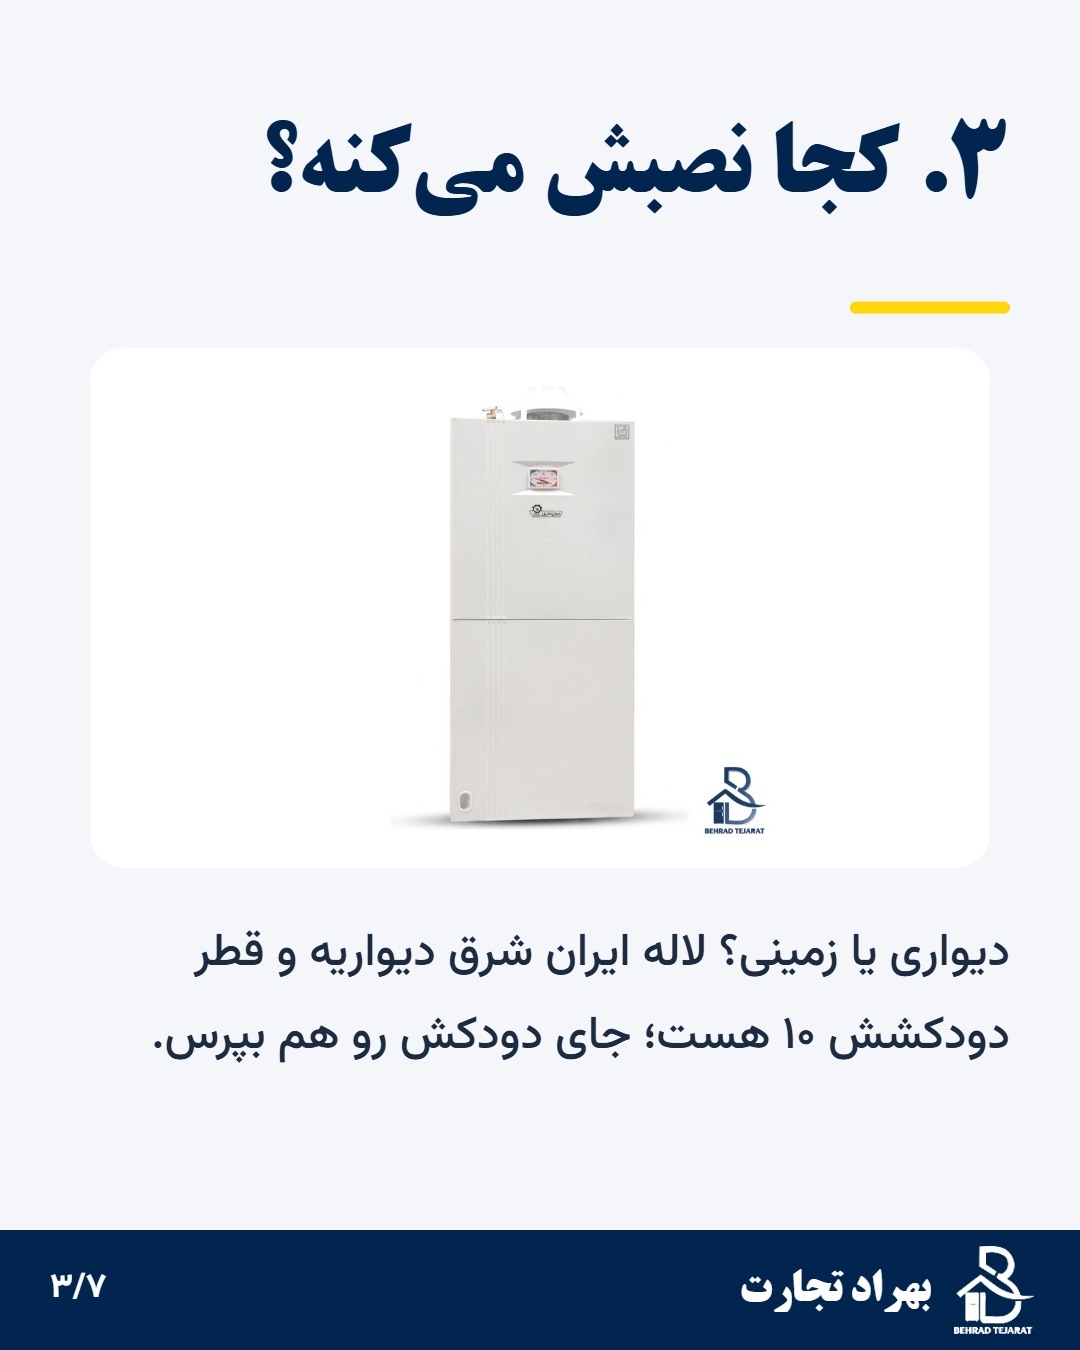 ۳. کجا نصبش می‌کنه؟
BEHRAD TEJARAT
دیواری یا زمینی؟ لاله ایران شرق دیواریه و قطر
دودکشش ۱۰ هست؛ جای دودکش رو هم بپرس.
بهراد تجارت
BEHRAD TEJARAT
۳/۷